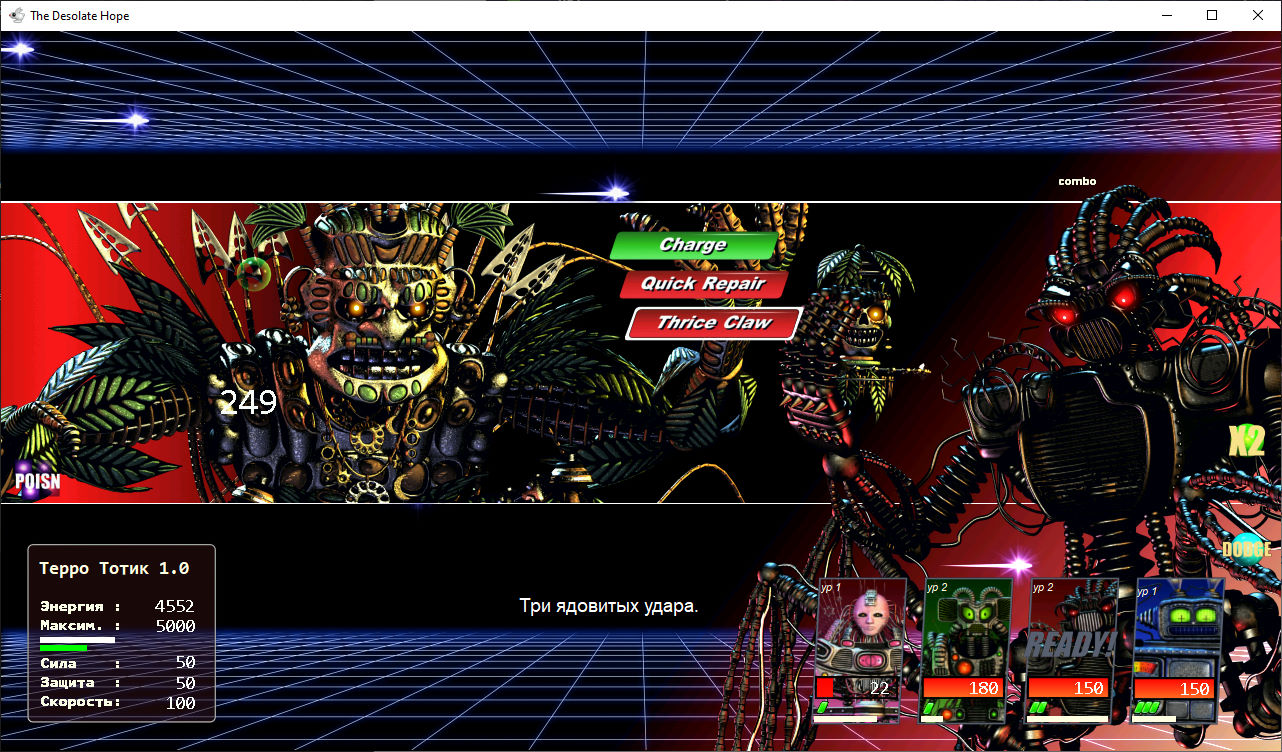 The Desolate Hope
combo
Charge
Quick Repair
Thrice Claw
249
X2
POISN
DODGE
Терро Тотик 1.0
Энергия : 4552
Максим. : 5000
Сила : 50
Защита : 50
Скорость: 100
Три ядовитых удара.
ур 1
ур 2
ур 2
ур 1
READY!
22
180
150
150